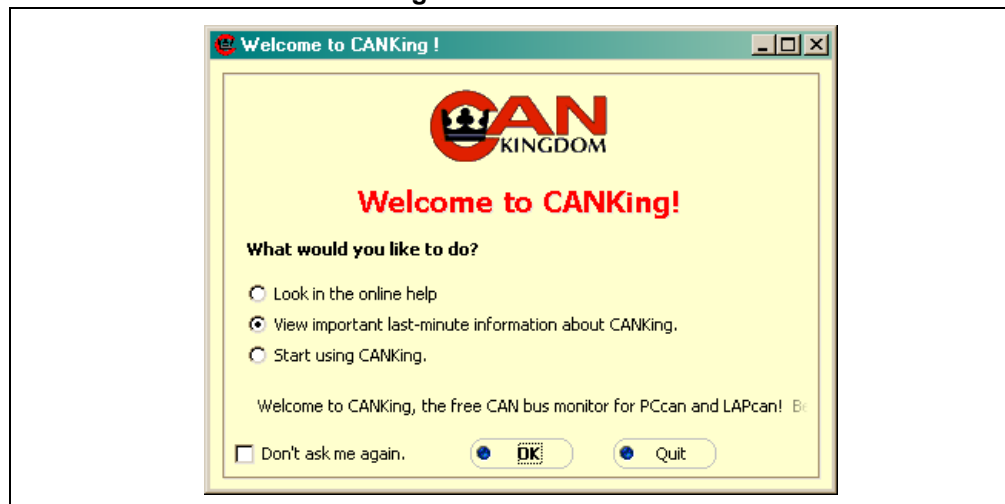 Welcome to CANKing !
CAN
KINGDOM
Welcome to CANKing!
What would you like to do?
Look in the online help
View important last-minute information about CANKing.
Start using CANKing.
Welcome to CANKing, the free CAN bus monitor for PCcan and LAPcan!
Don't ask me again.
OK
Quit